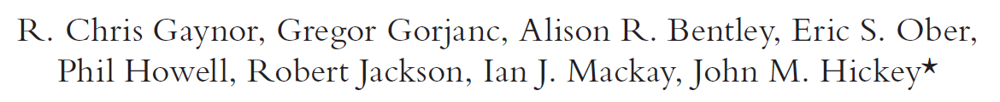 R. Chris Gaynor, Gregor Gorjanc, Alison R. Bentley, Eric S. Ober,
Phil Howell, Robert Jackson, Ian J. Mackay, John M. Hickey★